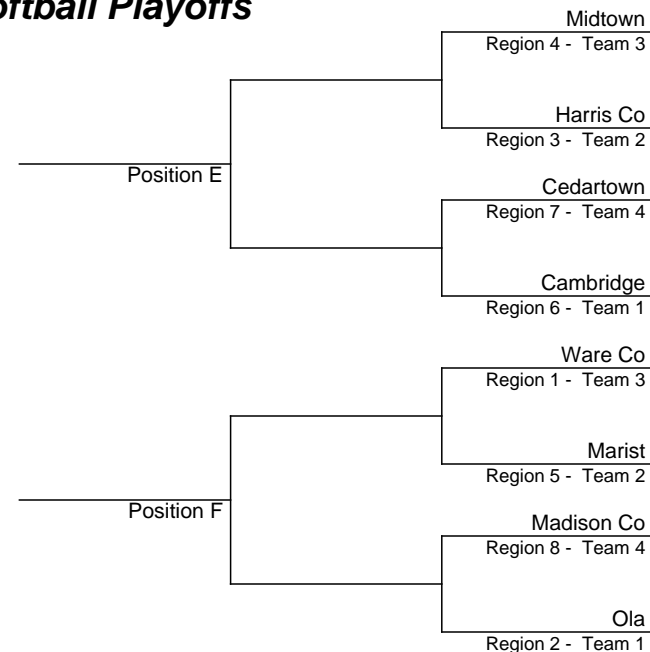 Playoffs
Midtown
Region 4 - Team 3
Harris Co
Region 3 - Team 2
Position E
Cedartown
Region 7 - Team 4
Cambridge
Region 6 - Team 1
Ware Co
Region 1 - Team 3
Marist
Region 5 - Team 2
Position F
Madison Co
Region 8 - Team 4
Ola
Region 2 - Team 1